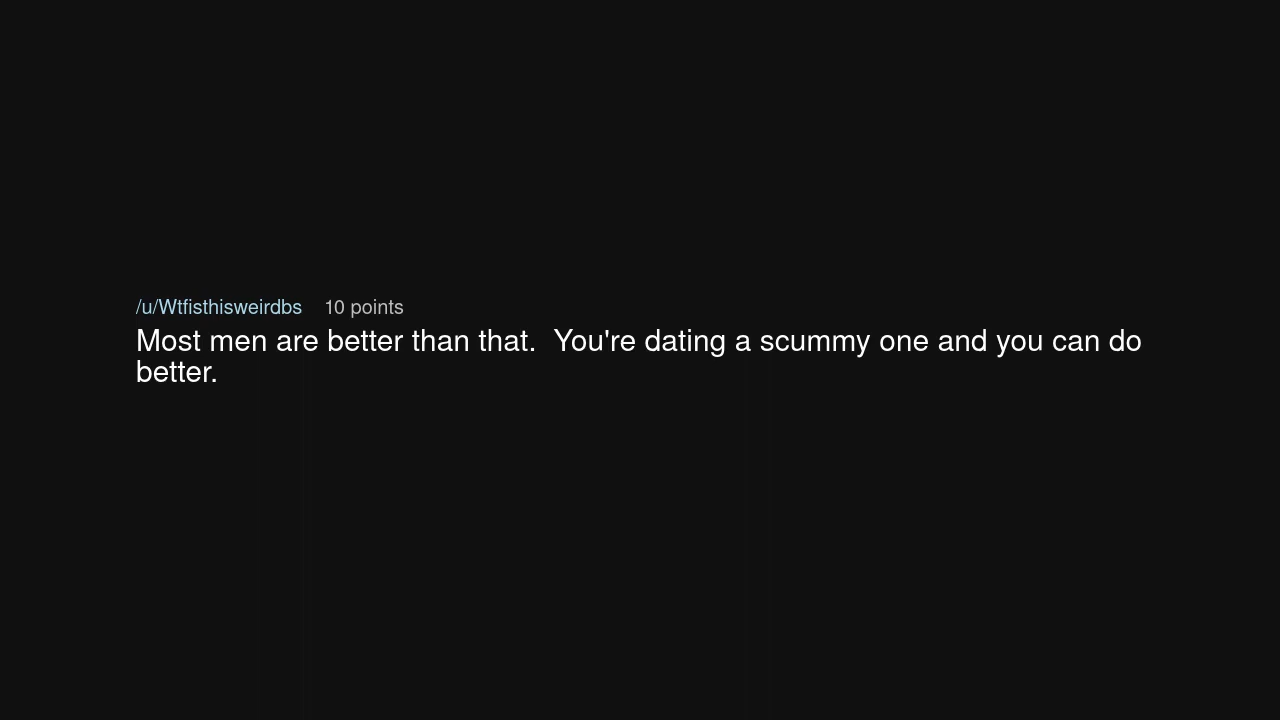 /u/Wtfisthisweirdbs 10 points
Most men are better than that.  You're dating a scummy one and you can do
better.